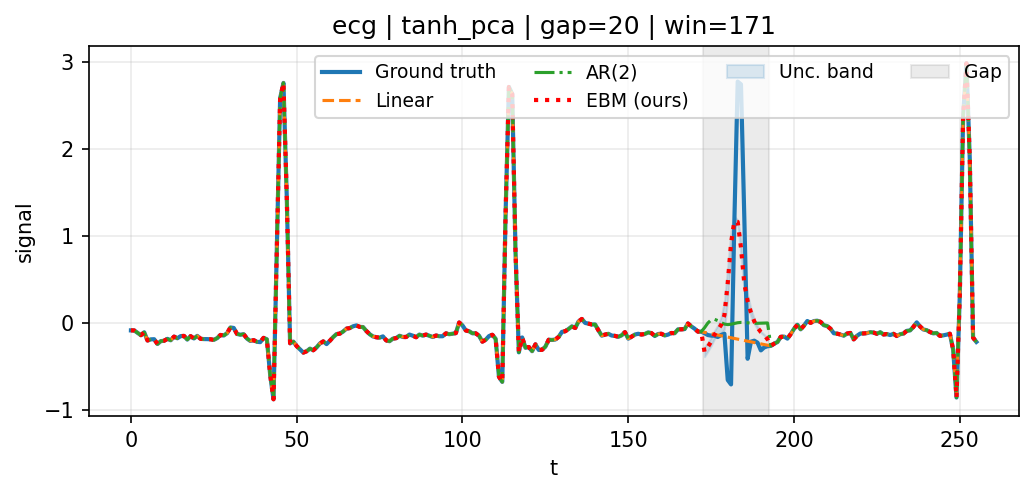 ecg | tanh_pca | gap=20 | win=171
Ground truth
Linear
AR(2)
EBM (ours)
Unc. band
Gap
signal
3
2
1
0
−1
0
50
100
150
200
250
t